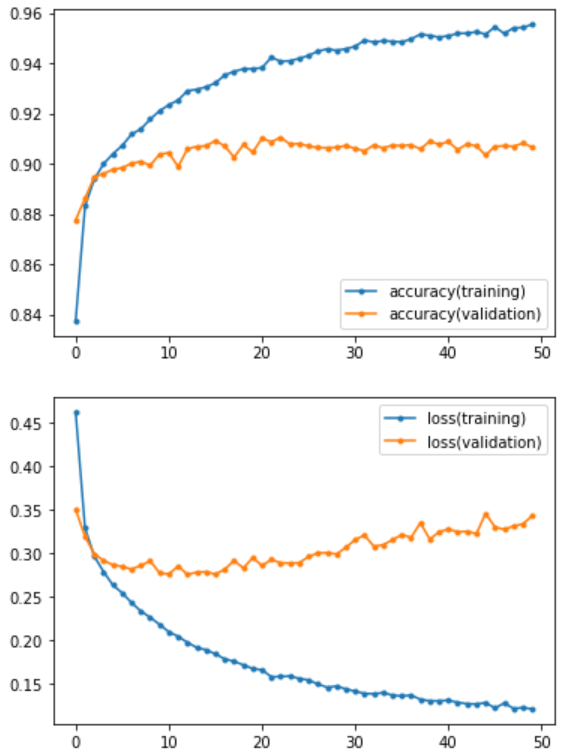 0.96
0.94
0.92
0.90
0.88
0.86
0.84
accuracy(training)
accuracy(validation)
0 10 20 30 40 50
0.45
0.40
0.35
0.30
0.25
0.20
0.15
loss(training)
loss(validation)
0 10 20 30 40 50